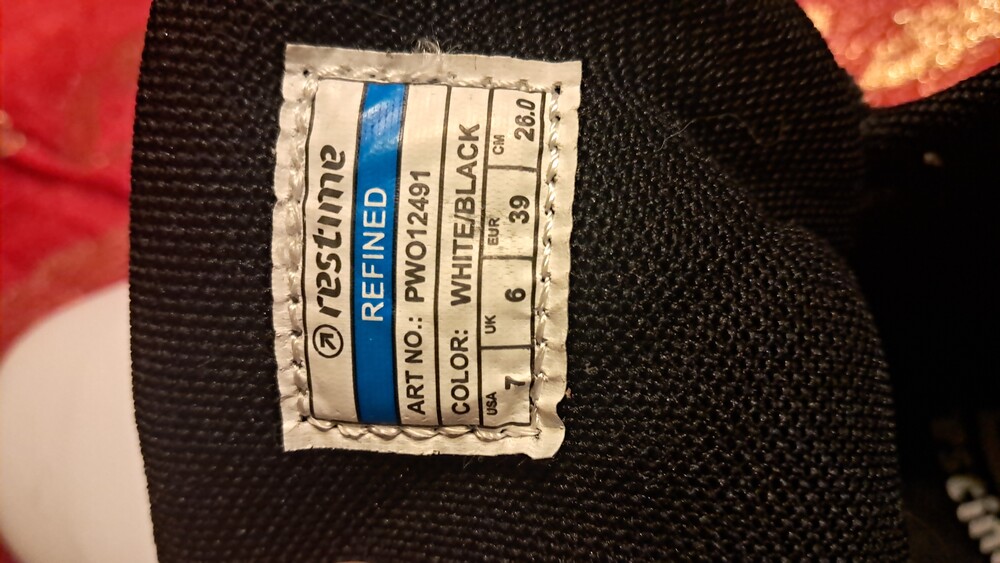 restime
REFINED
ART NO.: PWO12491
COLOR: WHITE/BLACK
USA UK EUR CM
7 6 39 26.0